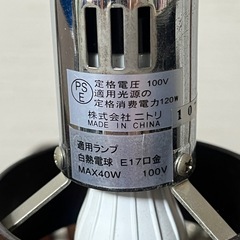 PS
E
定格電圧 100V
適用光源の
定格消費電力120W
株式会社ニトリ
MADE IN CHINA
10
適用ランプ
白熱電球 E17口金
MAX40W 100V